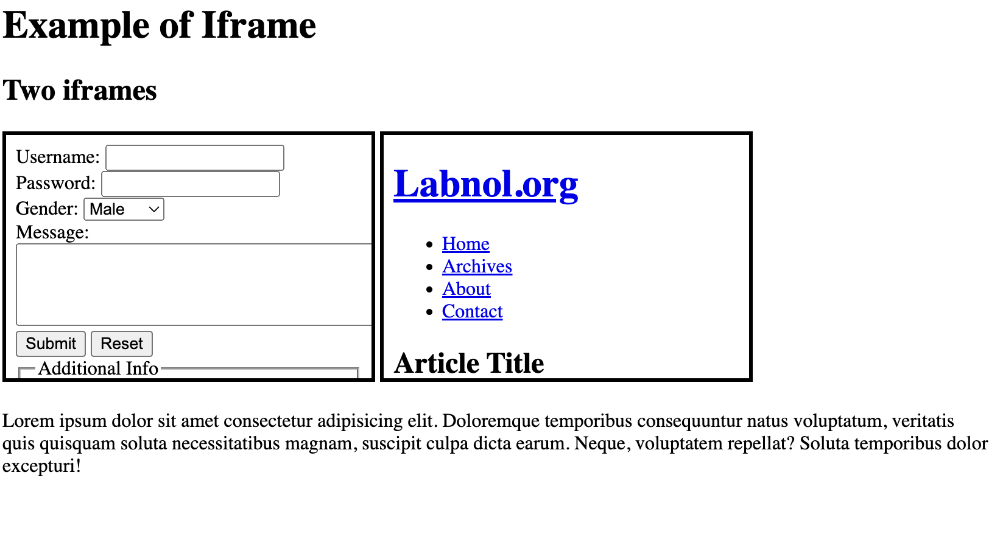 Example of Iframe
Two iframes
Username:
Password:
Gender: Male
Message:
Submit Reset
Additional Info
Labnol.org
Home
Archives
About
Contact
Article Title
Lorem ipsum dolor sit amet consectetur adipisicing elit. Doloremque temporibus consequuntur natus voluptatum, veritatis
quis quisquam soluta necessitatibus magnam, suscipit culpa dicta earum. Neque, voluptatem repellat? Soluta temporibus dolor
excepturi!